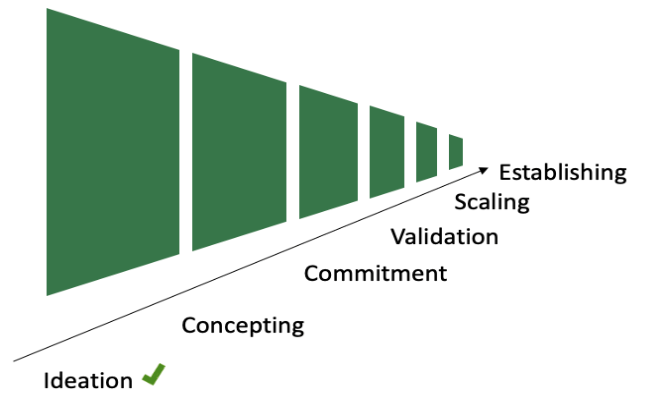 Establishing
Scaling
Validation
Commitment
Concepting
Ideation